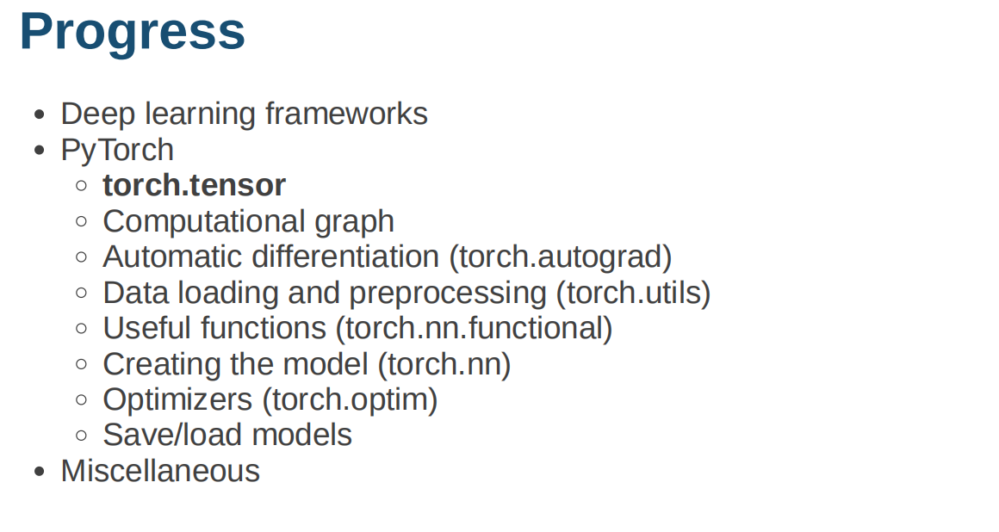 Progress
• Deep learning frameworks
• PyTorch
○ torch.tensor
○ Computational graph
○ Automatic differentiation (torch.autograd)
○ Data loading and preprocessing (torch.utils)
○ Useful functions (torch.nn.functional)
○ Creating the model (torch.nn)
○ Optimizers (torch.optim)
○ Save/load models
• Miscellaneous